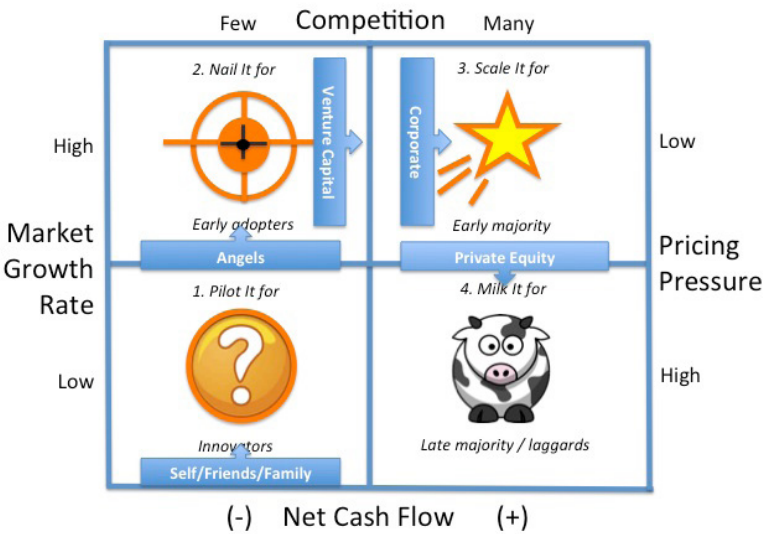 Few Competition Many
2. Nail It for
3. Scale It for
Venture Capital
Corporate
High
Low
Early adopters
Early majority
Market
Growth
Rate
Pricing
Pressure
Angels
Private Equity
1. Pilot It for
4. Milk It for
?
Low
High
Innovators
Late majority / laggards
Self/Friends/Family
(-) Net Cash Flow (+)